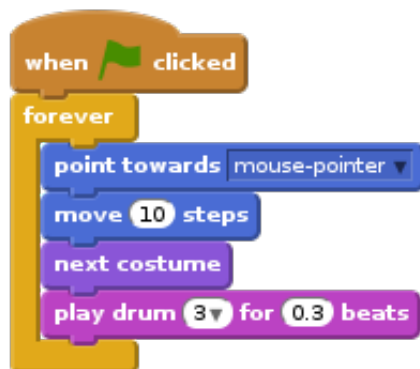 when clicked
forever
point towards mouse-pointer
move 10 steps
next costume
play drum 3 for 0.3 beats